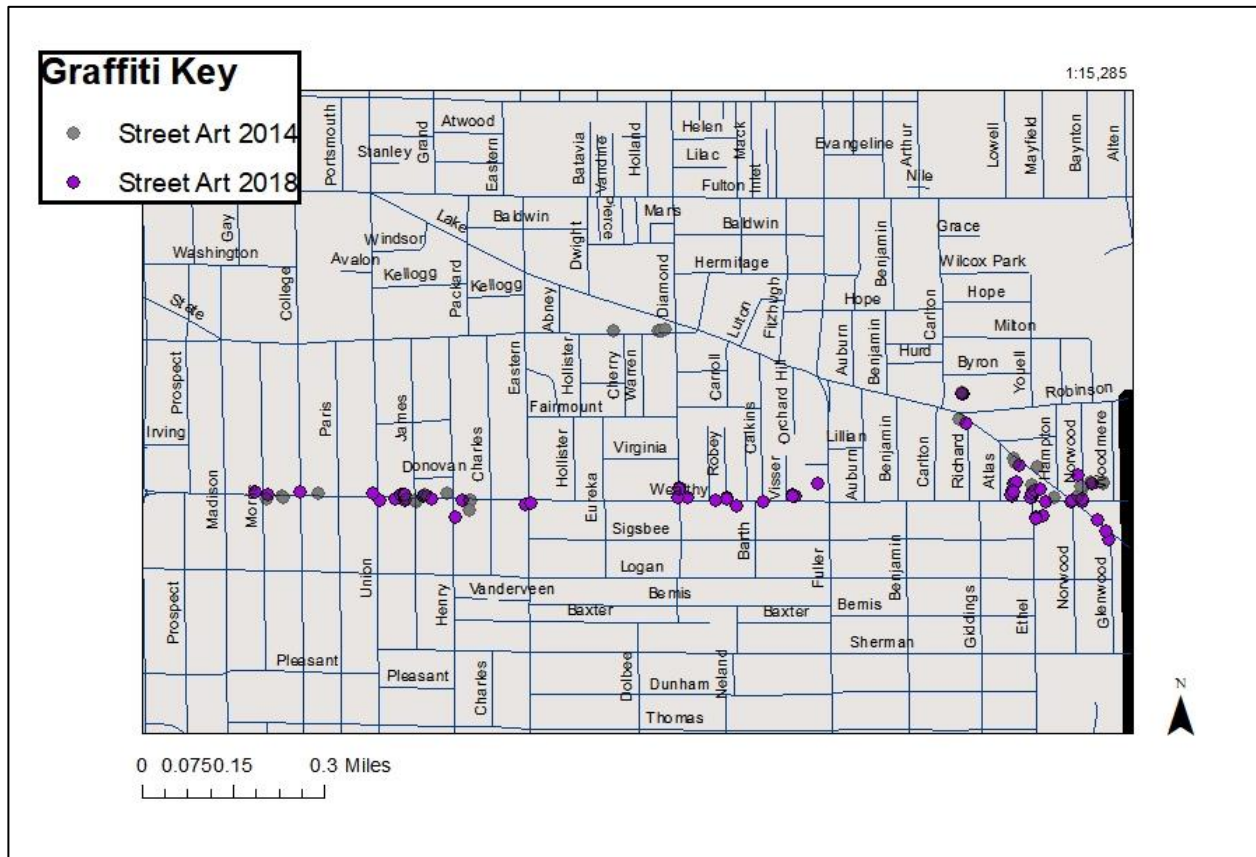 Graffiti Key
Street Art 2014
Street Art 2018
1:15,285
Portsmouth
Stanley
Grand
Atwood
Eastern
Batavia
Vandine
Holland
Helen
Lilac
Mack
Fulton
Inlet
Evangeline
Arthur
Nile
Lowell
Mayfield
Baynton
Alten
Gay
Washington
Windsor
Lake
Baldwin
Dwight
Pierce
Mars
Baldwin
Benjamin
Grace
Avalon
Kellogg
Packard
Kellogg
Hermitage
Wilcox Park
State
College
Abney
Diamond
Luton
Fitzhugh
Hope
Carlton
Hope
Milton
Prospect
Paris
James
Eastern
Hollister
Cherry
Warren
Carroll
Orchard Hill
Auburn
Benjamin
Hurd
Byron
Youell
Robinson
Irving
Fairmount
Virginia
Robey
Calkins
Visser
Lillian
Auburn
Benjamin
Carlton
Richard
Atlas
Hampton
Norwood
Woodmere
Madison
Morris
Donovan
Charles
Hollister
Eureka
Wealthy
Sigsbee
Barth
Logan
Fuller
Benjamin
Giddings
Ethel
Norwood
Glenwood
Prospect
Union
Henry
Vanderveen
Bemis
Baxter
Baxter
Bemis
Sherman
Pleasant
Pleasant
Charles
Dolbee
Neland
Dunham
Thomas
N
0 0.075 0.15 0.3 Miles